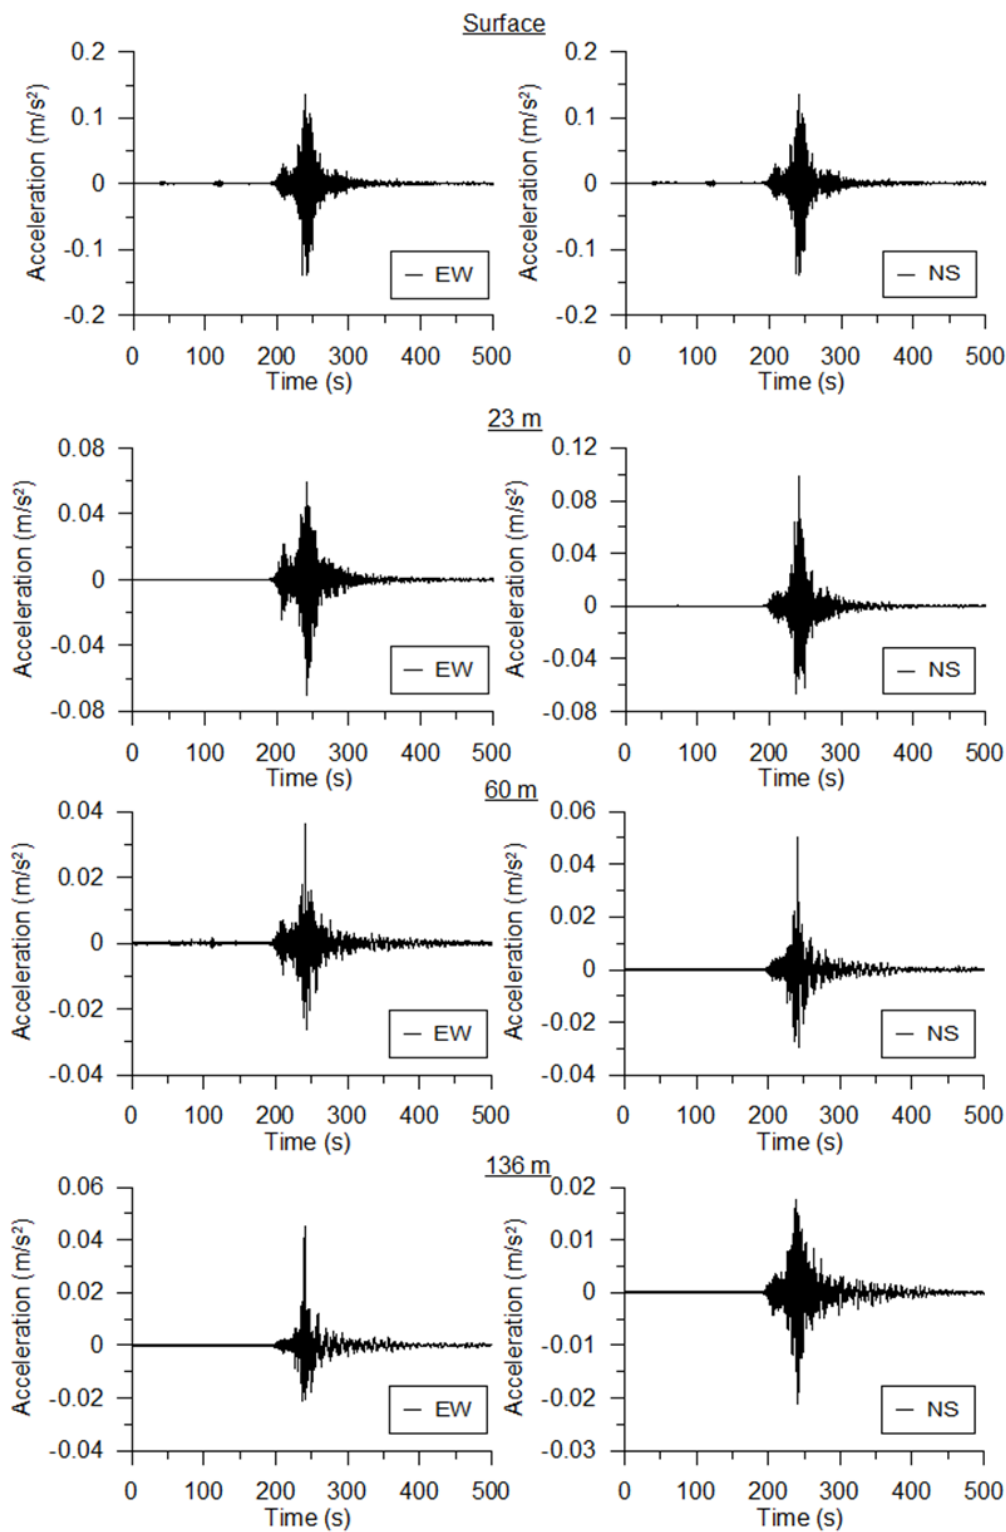 Surface
Acceleration (m/s²)
0.2
0.1
0
-0.1
-0.2
EW
0 100 200 300 400 500
Time (s)
Acceleration (m/s²)
0.2
0.1
0
-0.1
-0.2
NS
0 100 200 300 400 500
Time (s)
23 m
Acceleration (m/s²)
0.08
0.04
0
-0.04
-0.08
EW
0 100 200 300 400 500
Time (s)
Acceleration (m/s²)
0.12
0.08
0.04
0
-0.04
-0.08
NS
0 100 200 300 400 500
Time (s)
60 m
Acceleration (m/s²)
0.04
0.02
0
-0.02
-0.04
EW
0 100 200 300 400 500
Time (s)
Acceleration (m/s²)
0.06
0.04
0.02
0
-0.02
-0.04
NS
0 100 200 300 400 500
Time (s)
136 m
Acceleration (m/s²)
0.06
0.04
0.02
0
-0.02
-0.04
EW
0 100 200 300 400 500
Time (s)
Acceleration (m/s²)
0.02
0.01
0
-0.01
-0.02
-0.03
NS
0 100 200 300 400 500
Time (s)